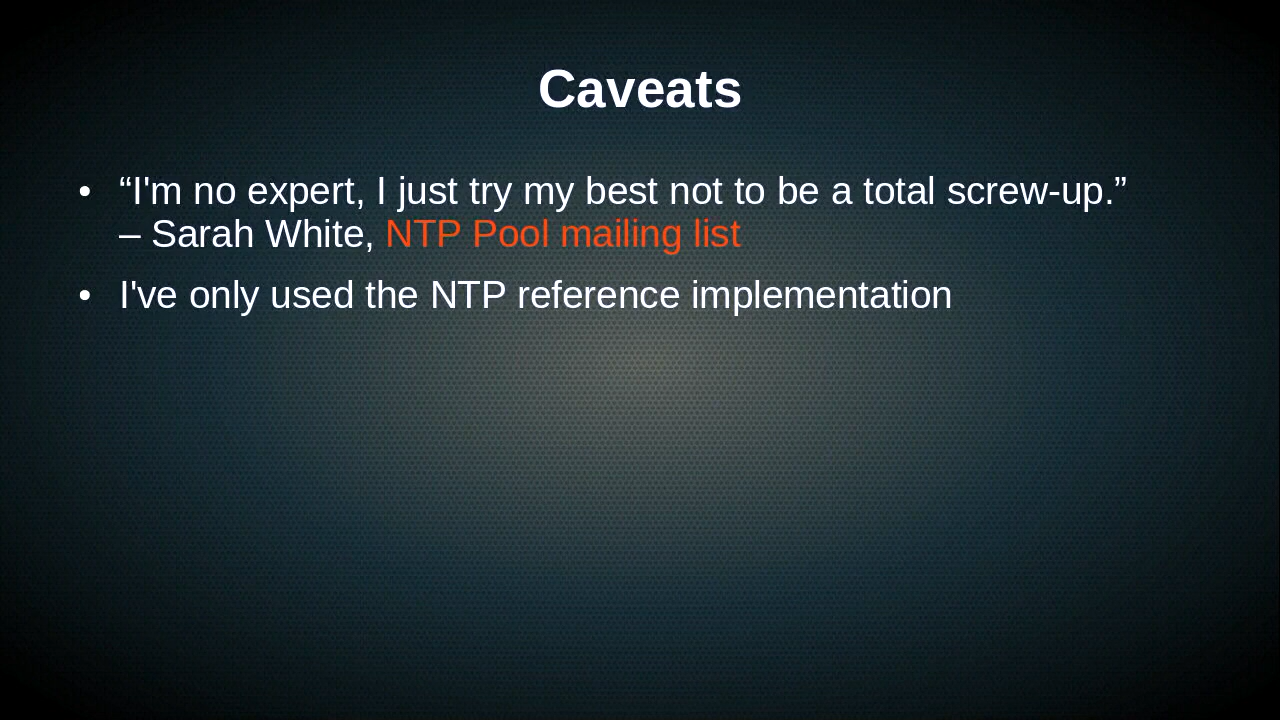 Caveats
• “I'm no expert, I just try my best not to be a total screw-up.”
– Sarah White, NTP Pool mailing list
• I've only used the NTP reference implementation